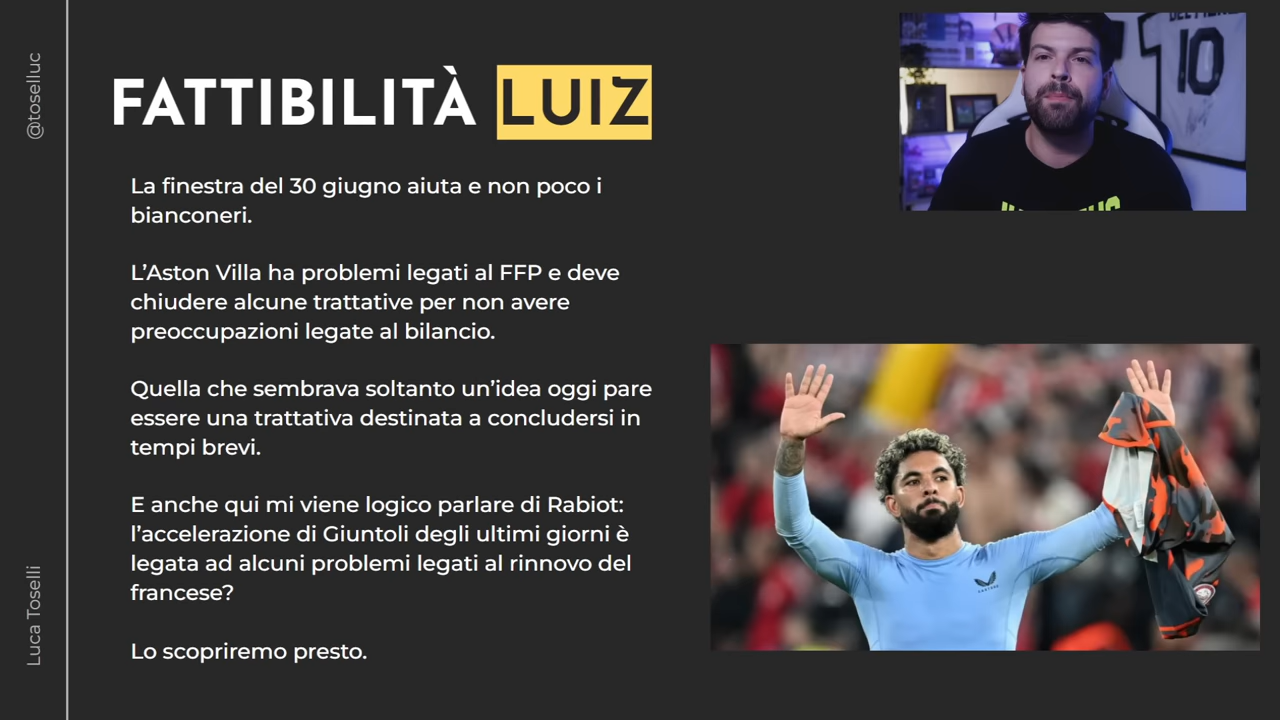 @toselluc
Luca Toselli
FATTIBILITÀ LUIZ
La finestra del 30 giugno aiuta e non poco i
bianconeri.
L’Aston Villa ha problemi legati al FFP e deve
chiudere alcune trattative per non avere
preoccupazioni legate al bilancio.
Quella che sembrava soltanto un’idea oggi pare
essere una trattativa destinata a concludersi in
tempi brevi.
E anche qui mi viene logico parlare di Rabiot:
l’accelerazione di Giuntoli degli ultimi giorni è
legata ad alcuni problemi legati al rinnovo del
francese?
Lo scopriremo presto.
10